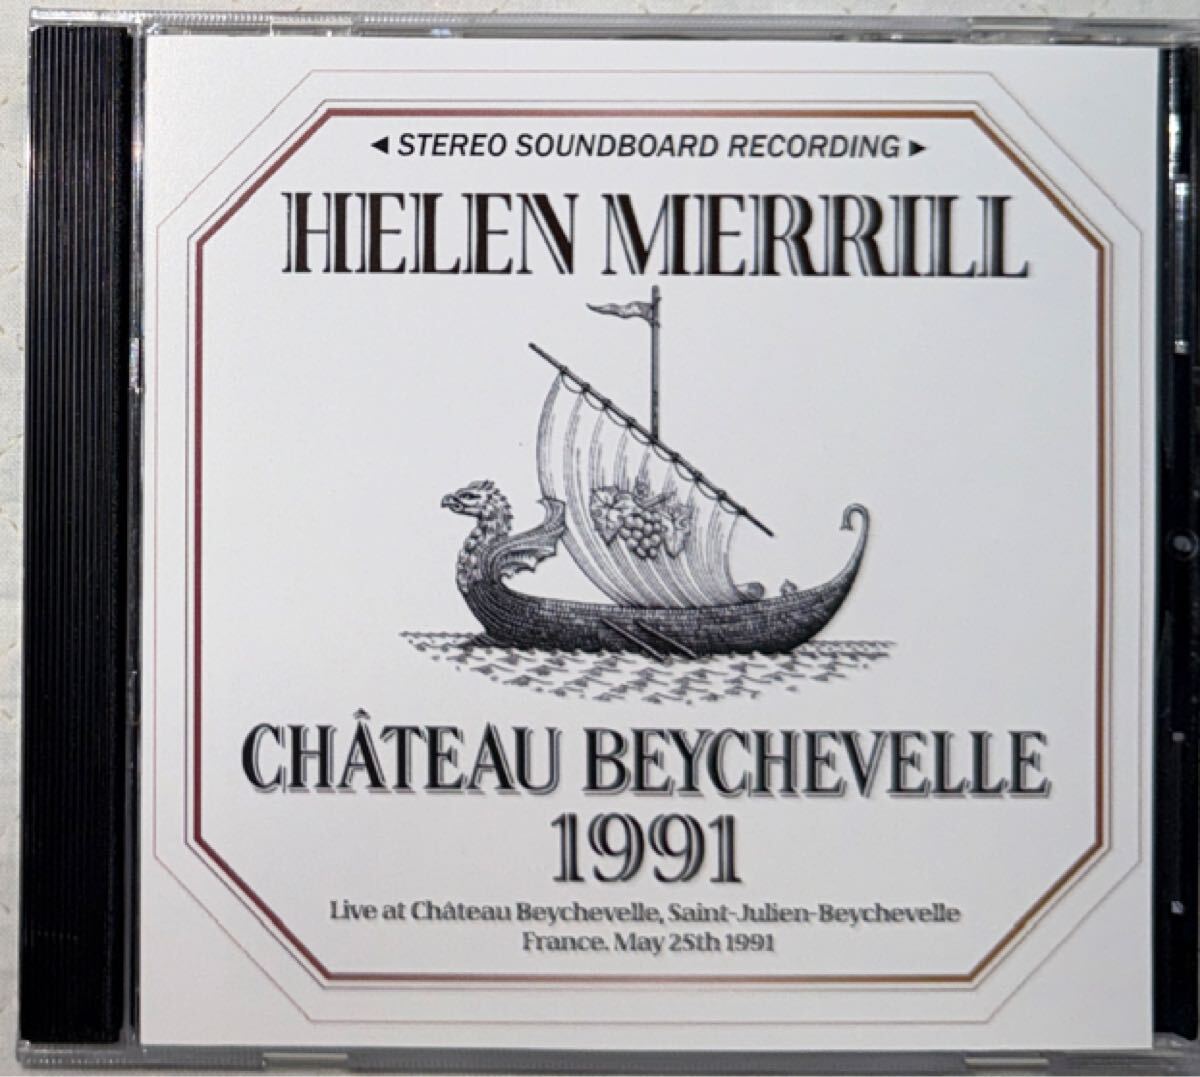 ◀ STEREO SOUNDBOARD RECORDING ▶
HELEN MERRILL
CHÂTEAU BEYCHEVELLE
1991
Live at Château Beychevelle, Saint-Julien-Beychevelle
France. May 25th 1991